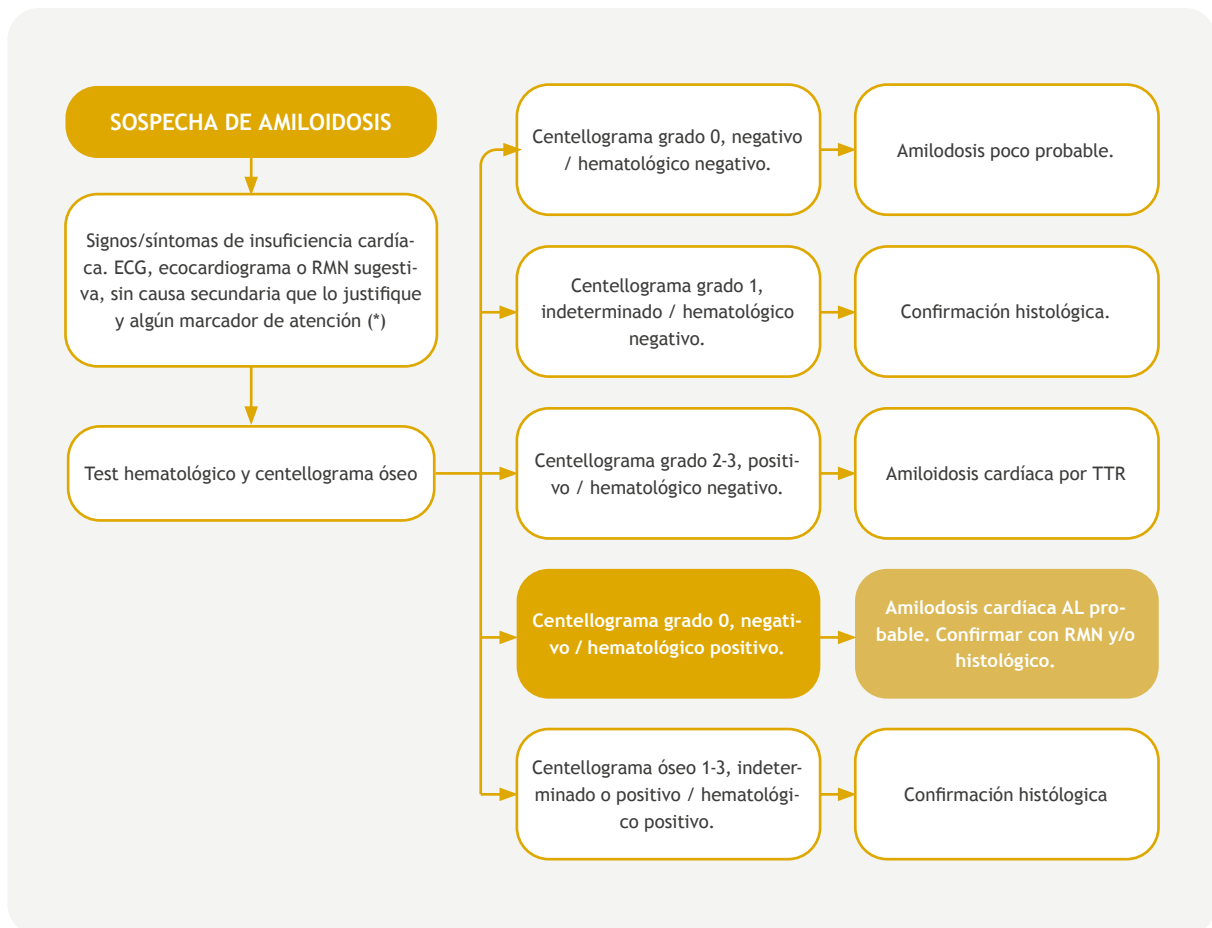 SOSPECHA DE AMILOIDOSIS
Signos/síntomas de insuficiencia cardía-
ca. ECG, ecocardiograma o RMN sugesti-
va, sin causa secundaria que lo justifique
y algún marcador de atención (*)
Test hematológico y centellograma óseo
Centellograma grado 0, negativo
/ hematológico negativo.
Amilodosis poco probable.
Centellograma grado 1,
indeterminado / hematológico
negativo.
Confirmación histológica.
Centellograma grado 2-3, positi-
vo / hematológico negativo.
Amiloidosis cardíaca por TTR
Centellograma grado 0, negati-
vo / hematológico positivo.
Amilodosis cardíaca AL pro-
bable. Confirmar con RMN y/o
histológico.
Centellograma óseo 1-3, indeter-
minado o positivo / hematológi-
co positivo.
Confirmación histólogica